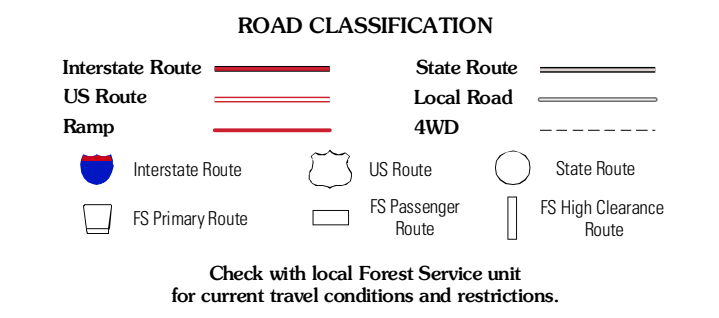 ROAD CLASSIFICATION
Interstate Route
State Route
US Route
Local Road
Ramp
4WD
Interstate Route
US Route
State Route
FS Primary Route
FS Passenger
Route
FS High Clearance
Route
Check with local Forest Service unit
for current travel conditions and restrictions.